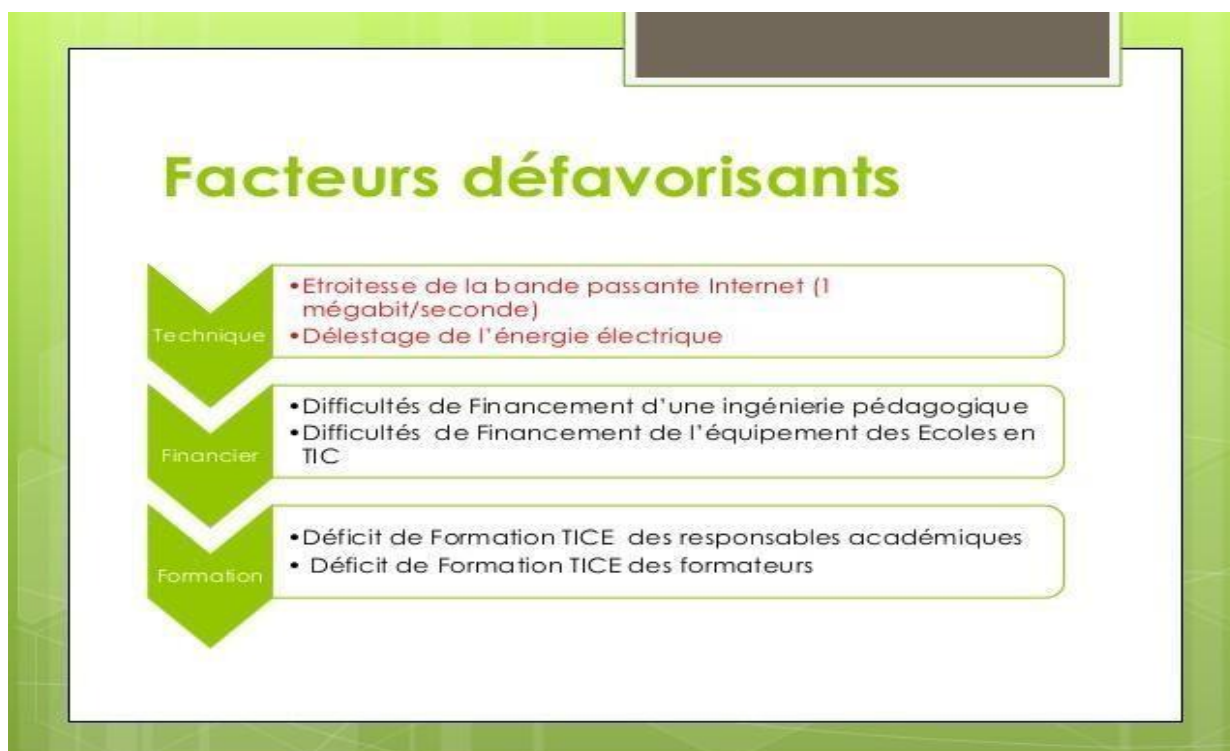 Facteurs défavorisants
Technique
•Etroitesse de la bande passante Internet (1
mégabit/seconde)
•Délestage de l'énergie électrique
Financier
•Difficultés de Financement d'une ingénierie pédagogique
•Difficultés de Financement de l'équipement des Ecoles en
TIC
Formation
•Déficit de Formation TICE des responsables académiques
• Déficit de Formation TICE des formateurs